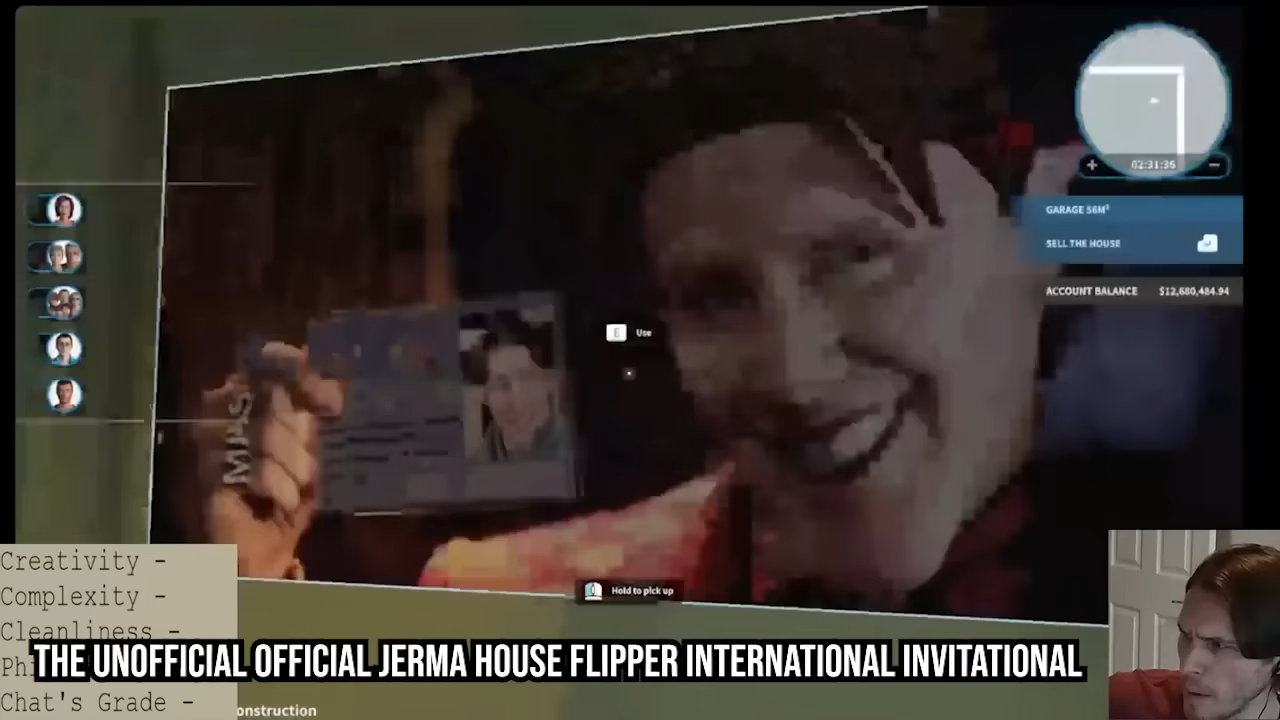 02:31:36
GARAGE 56M²
SELL THE HOUSE
ACCOUNT BALANCE $12,680,484.94
E Use
MAS
Hold to pick up
Creativity -
Complexity -
Cleanliness -
Chat's Grade -
THE UNOFFICIAL OFFICIAL JERMA HOUSE FLIPPER INTERNATIONAL INVITATIONAL
onstruction